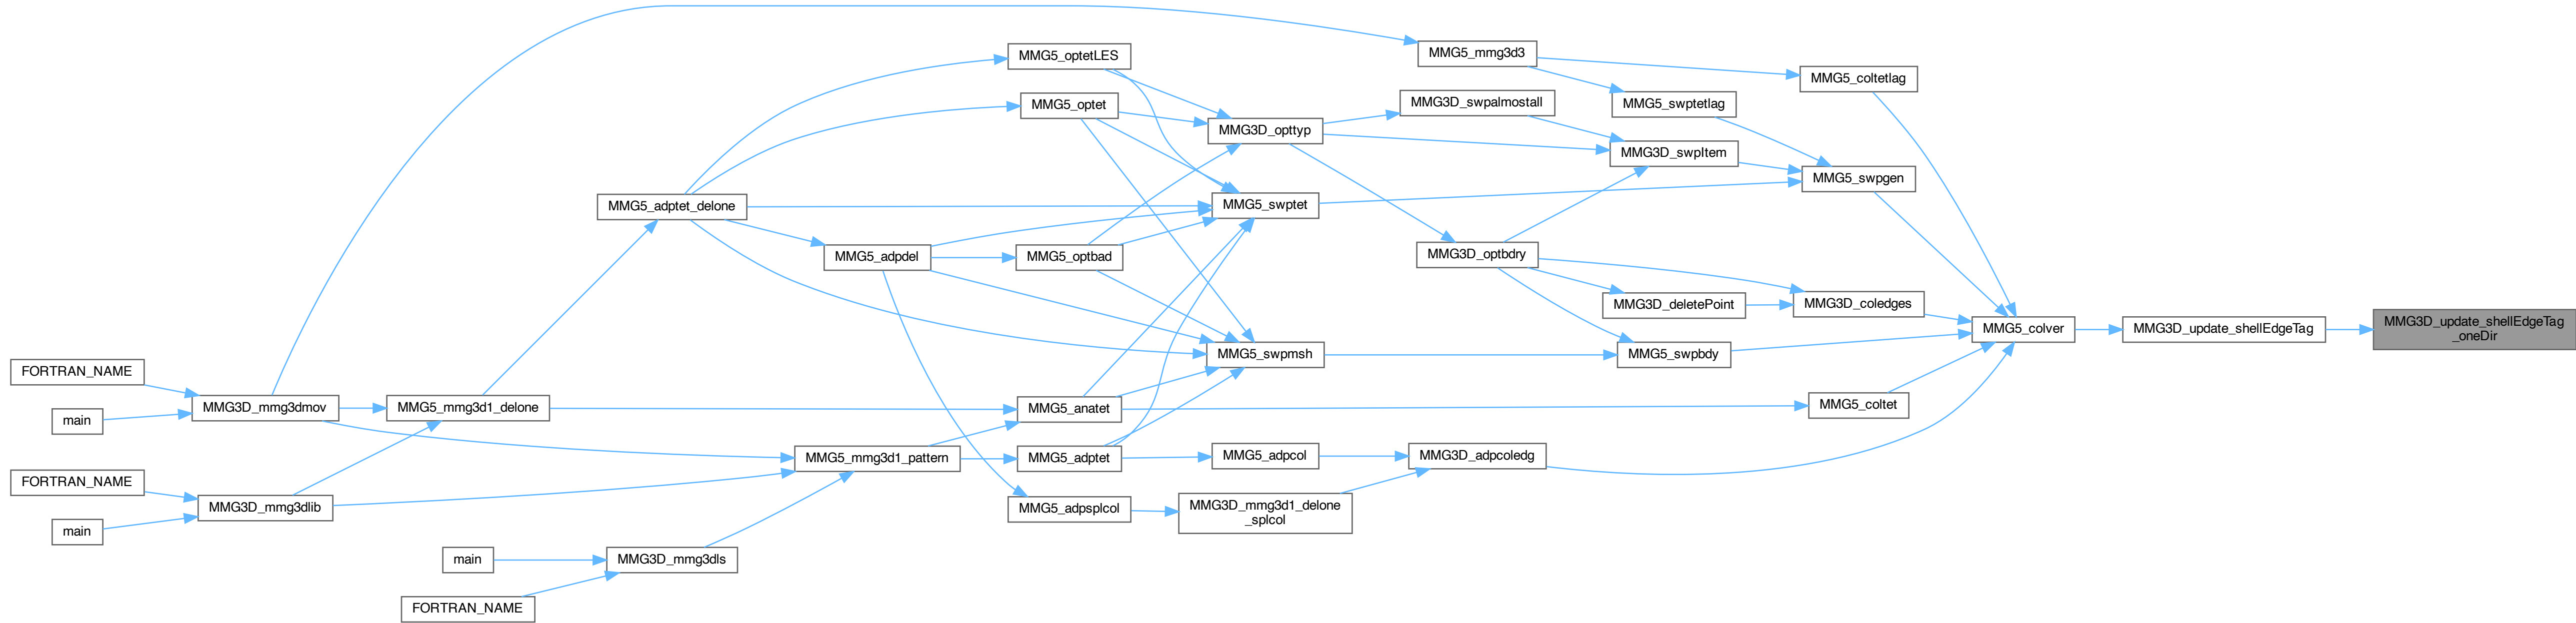 MMG5_mmg3d3
MMG5_optetLES
MMG5_coltetlag
MMG5_optet
MMG3D_swpalmostall
MMG5_swptetlag
MMG3D_opttyp
MMG3D_swpItem
MMG5_swpgen
MMG5_adptet_delone
MMG5_swptet
MMG5_adpdel
MMG5_optbad
MMG3D_optbdry
MMG3D_deletePoint
MMG3D_coledges
MMG5_colver
MMG3D_update_shellEdgeTag
MMG3D_update_shellEdgeTag
_oneDir
MMG5_swpmsh
MMG5_swpbdy
FORTRAN_NAME
MMG3D_mmg3dmov
MMG5_mmg3d1_delone
MMG5_anatet
MMG5_coltet
main
MMG5_mmg3d1_pattern
MMG5_adptet
MMG5_adpcol
MMG3D_adpcoledg
FORTRAN_NAME
MMG3D_mmg3dlib
MMG5_adpsplcol
MMG3D_mmg3d1_delone
_splcol
main
main
MMG3D_mmg3dls
FORTRAN_NAME